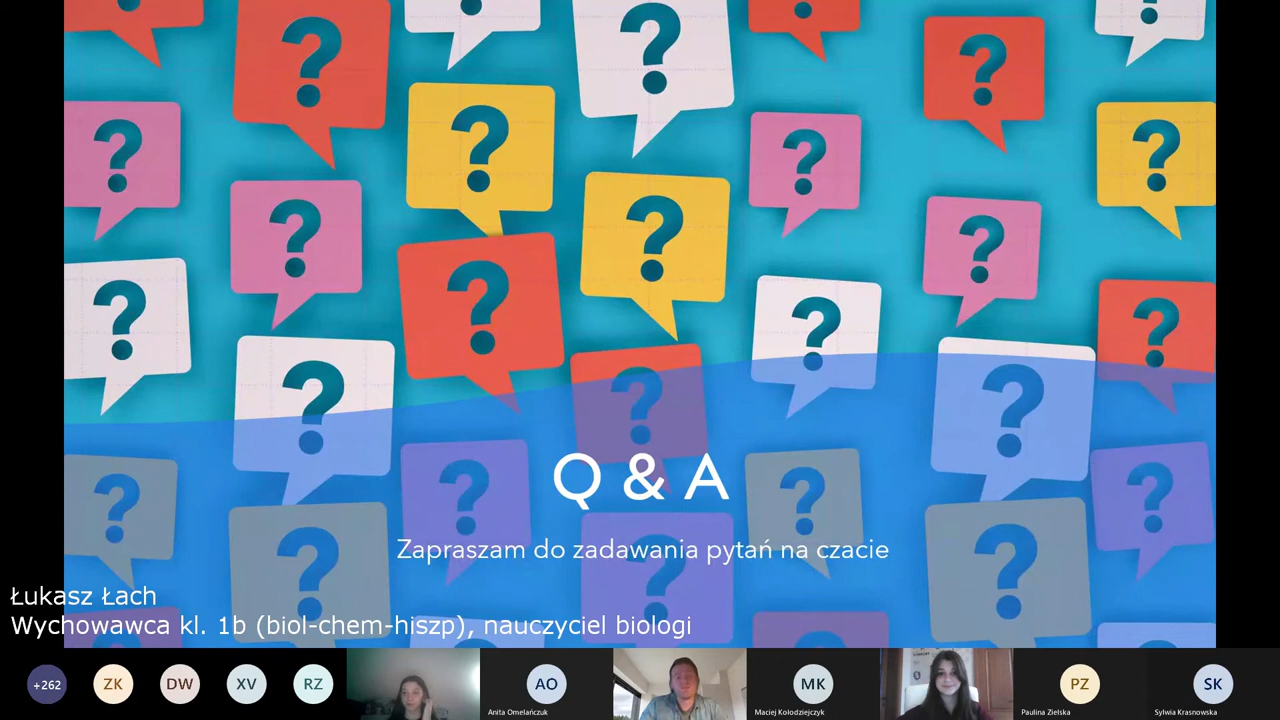 Q & A
Zapraszam do zadawania pytań na czacie
Łukasz Łach
Wychowawca kl. 1b (biol-chem-hiszp), nauczyciel biologi
+262
ZK
DW
XV
RZ
AO
Anita Omelańczuk
MK
Maciej Kołodziejczyk
PZ
Paulina Zielska
SK
Sylwia Krasnowska